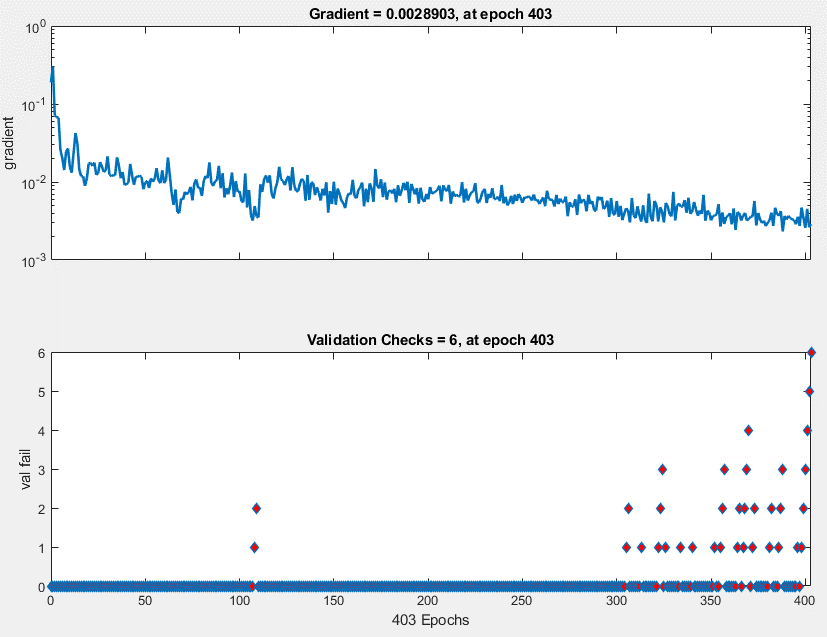 Gradient = 0.0028903, at epoch 403
10^0
10^-1
10^-2
10^-3
gradient
Validation Checks = 6, at epoch 403
6
5
4
3
2
1
0
val fail
0 50 100 150 200 250 300 350 400
403 Epochs